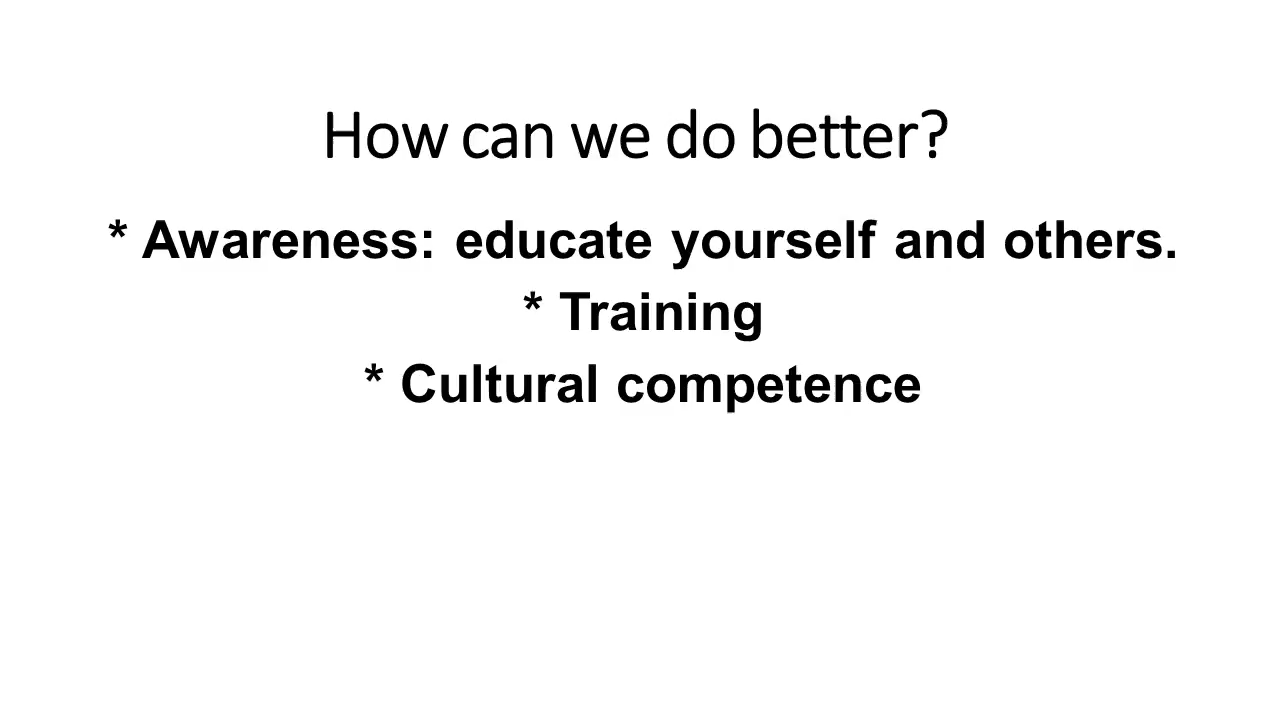 How can we do better?
* Awareness: educate yourself and others.
* Training
* Cultural competence